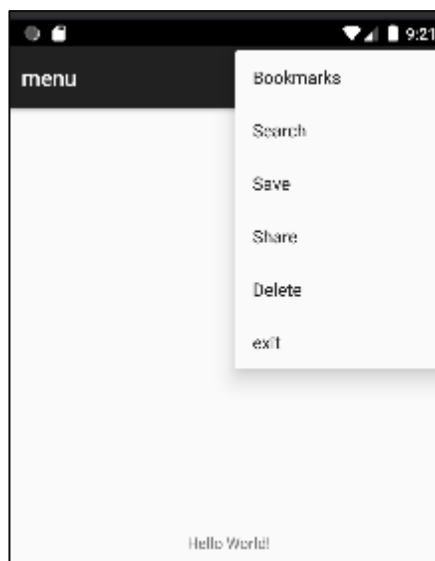 9:21
menu
Bookmarks
Search
Save
Share
Delete
exit
Hello World!